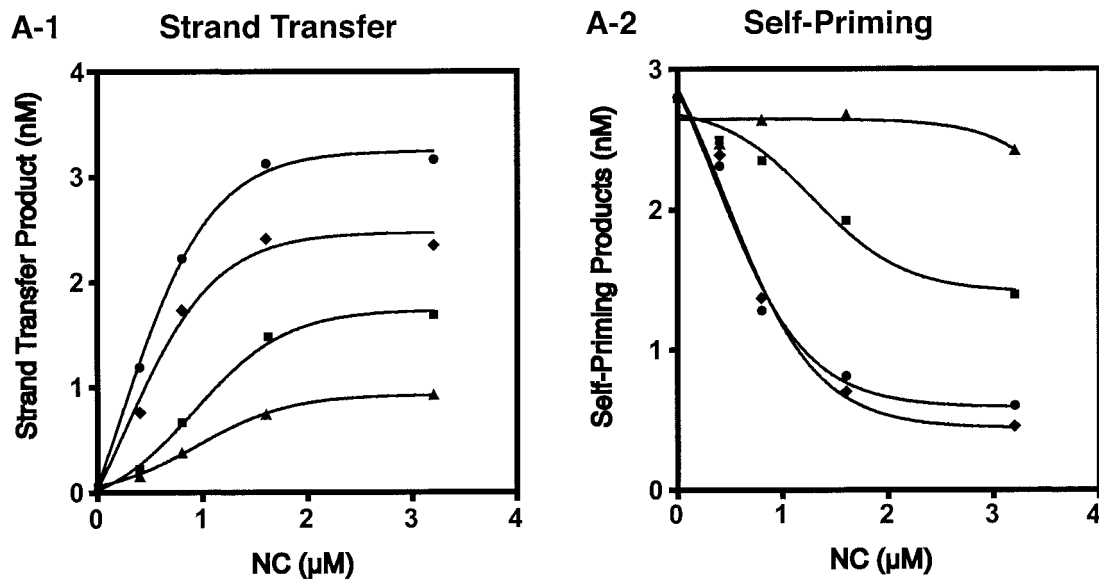 A-1 Strand Transfer
4
3
2
1
0
0 1 2 3 4
Strand Transfer Product (nM)
NC (µM)
A-2 Self-Priming
3
2
1
0
0 1 2 3 4
Self-Priming Products (nM)
NC (µM)